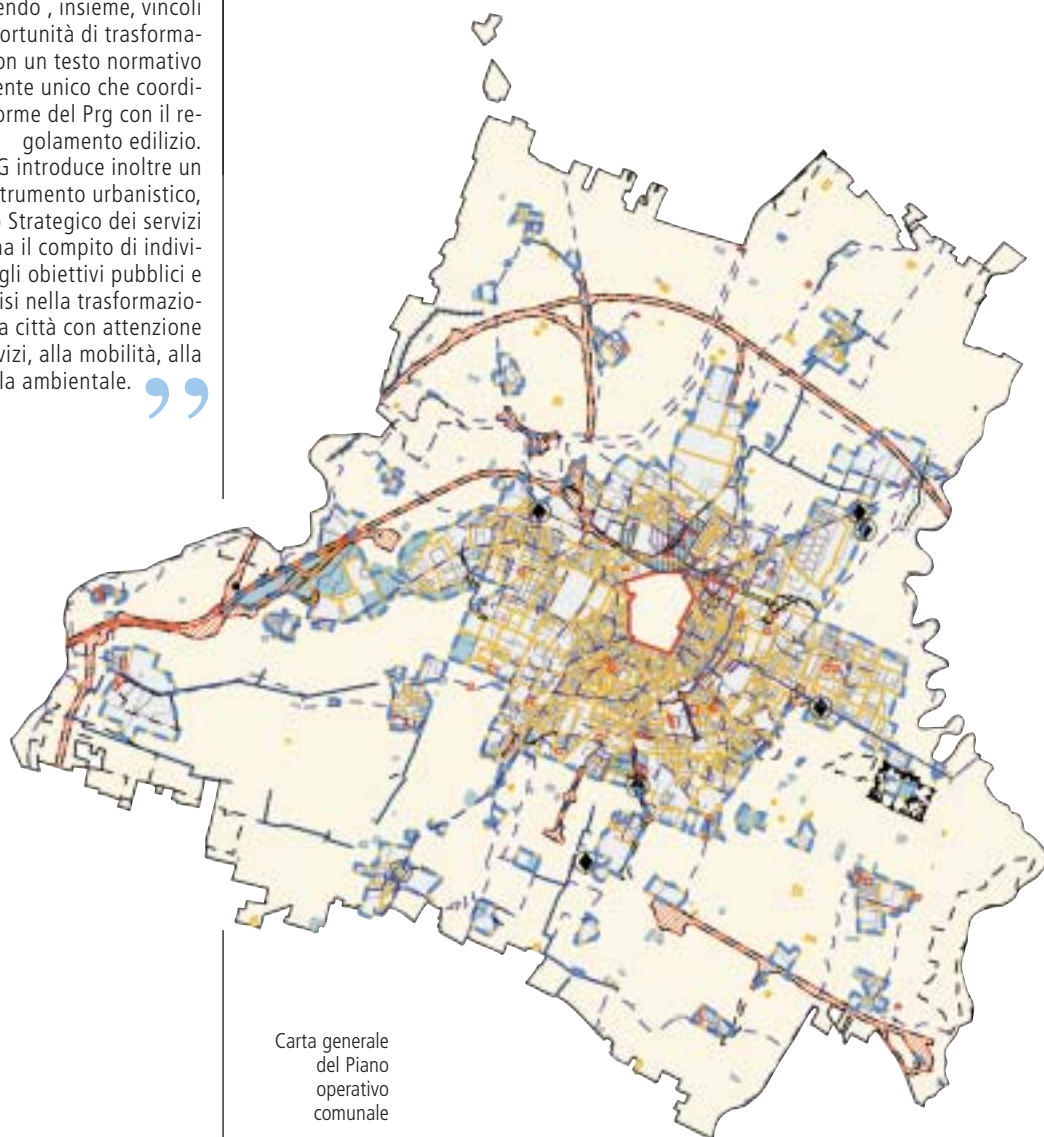 endo , insieme, vincoli
ortunità di trasforma-
on un testo normativo
ente unico che coordi-
orme del Prg con il re-
golamento edilizio.
G introduce inoltre un
trumento urbanistico,
Strategico dei servizi
na il compito di indivi-
gli obiettivi pubblici e
isi nella trasformazio-
a città con attenzione
vizi, alla mobilità, alla
la ambientale. ”
Carta generale
del Piano
operativo
comunale